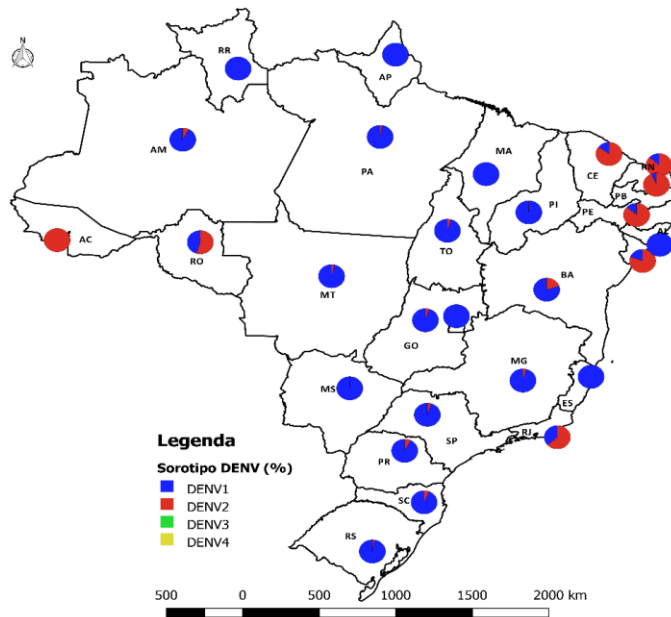 RR
AP
AM
PA
MA
CE
RN
PI
PB
PE
AC
RO
TO
BA
MT
GO
MG
MS
ES
SP
RJ
PR
SC
RS
Legenda
Sorotipo DENV (%)
DENV1
DENV2
DENV3
DENV4
500 0 500 1000 1500 2000 km